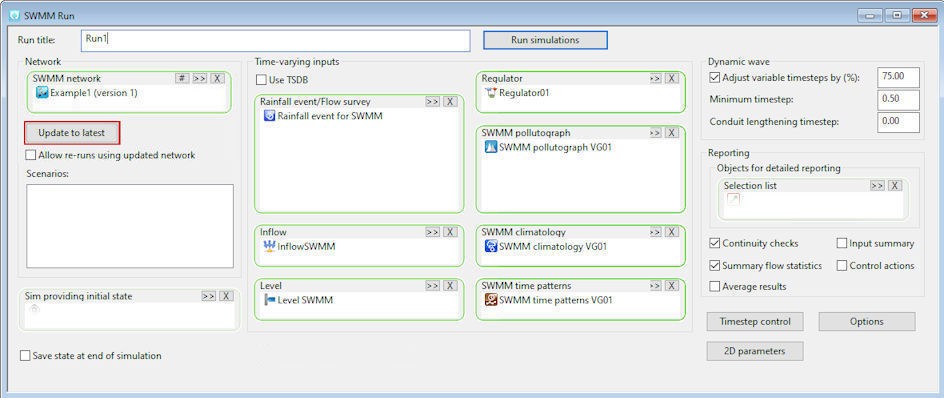 SWMM Run
Run title:
Run1
Run simulations
Network
SWMM network
# >> X
Example1 (version 1)
Update to latest
Allow re-runs using updated network
Scenarios:
Sim providing initial state
>> X
Save state at end of simulation
Time-varying inputs
Use TSDB
Rainfall event/Flow survey
>> X
Rainfall event for SWMM
Inflow
>> X
InflowSWMM
Level
>> X
Level SWMM
Regulator
>> X
Regulator01
SWMM pollutograph
>> X
SWMM pollutograph VG01
SWMM climatology
>> X
SWMM climatology VG01
SWMM time patterns
>> X
SWMM time patterns VG01
Dynamic wave
Adjust variable timesteps by (%):
75.00
Minimum timestep:
0.50
Conduit lengthening timestep:
0.00
Reporting
Objects for detailed reporting
Selection list
>> X
Continuity checks
Input summary
Summary flow statistics
Control actions
Average results
Timestep control
Options
2D parameters